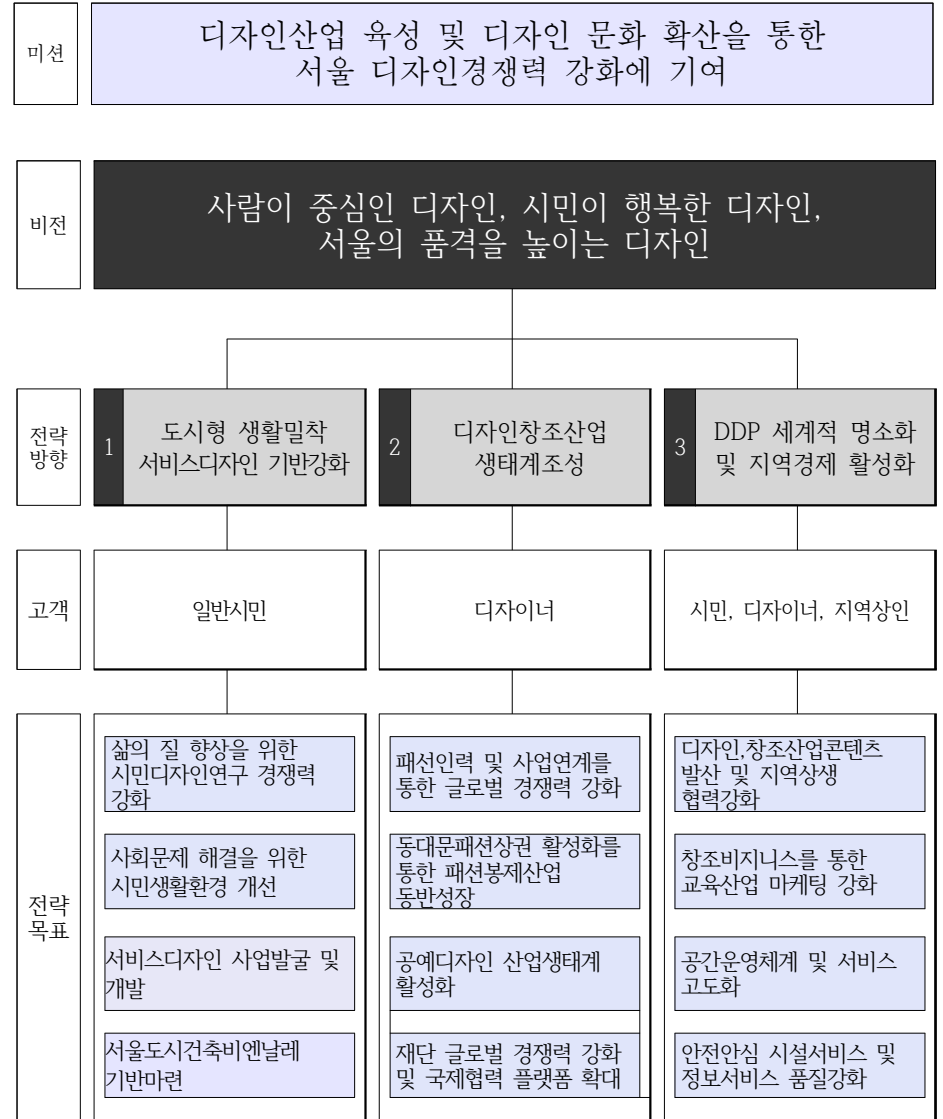 미션
디자인산업 육성 및 디자인 문화 확산을 통한
서울 디자인경쟁력 강화에 기여
비전
사람이 중심인 디자인, 시민이 행복한 디자인,
서울의 품격을 높이는 디자인
전략
방향
1
도시형 생활밀착
서비스디자인 기반강화
2
디자인창조산업
생태계조성
3
DDP 세계적 명소화
및 지역경제 활성화
고객
일반시민
디자이너
시민, 디자이너, 지역상인
전략
목표
삶의 질 향상을 위한
시민디자인연구 경쟁력
강화
사회문제 해결을 위한
시민생활환경 개선
서비스디자인 사업발굴 및
개발
서울도시건축비엔날레
기반마련
패선인력 및 사업연계를
통한 글로벌 경쟁력 강화
동대문패션상권 활성화를
통한 패션봉제산업
동반성장
공예디자인 산업생태계
활성화
재단 글로벌 경쟁력 강화
및 국제협력 플랫폼 확대
디자인,창조산업콘텐츠
발산 및 지역상생
협력강화
창조비지니스를 통한
교육산업 마케팅 강화
공간운영체계 및 서비스
고도화
안전안심 시설서비스 및
정보서비스 품질강화